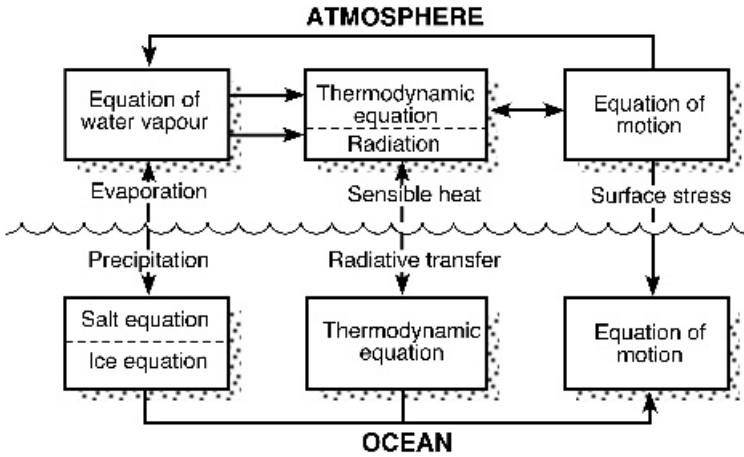 ATMOSPHERE
Equation of
water vapour
Thermodynamic
equation
Radiation
Equation of
motion
Evaporation
Sensible heat
Surface stress
Precipitation
Radiative transfer
Salt equation
Ice equation
Thermodynamic
equation
Equation of
motion
OCEAN